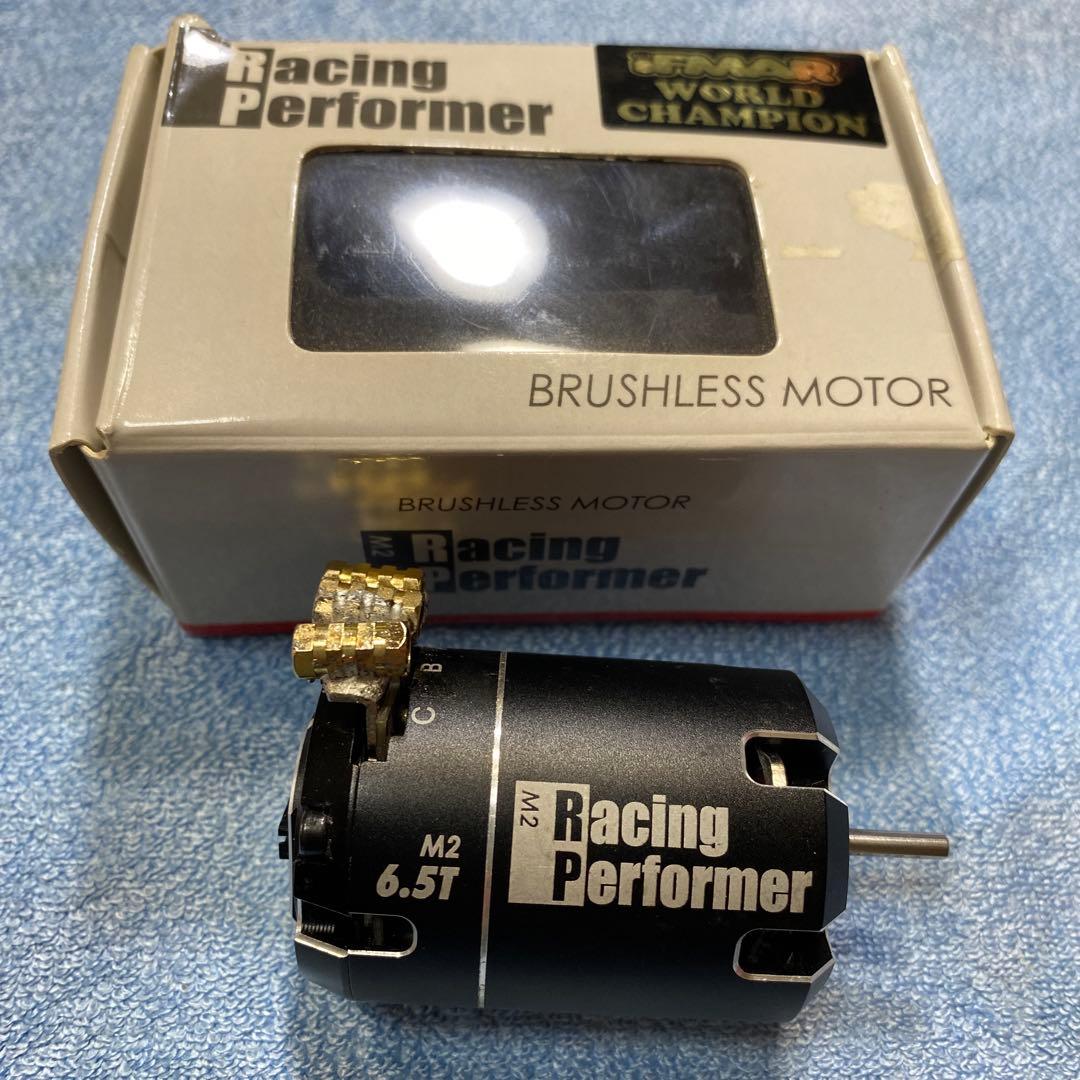 Racing
Performer
iFMAR
WORLD
CHAMPION
BRUSHLESS MOTOR
BRUSHLESS MOTOR
M2
Racing
Performer
B
C
M2
6.5T
M2
Racing
Performer